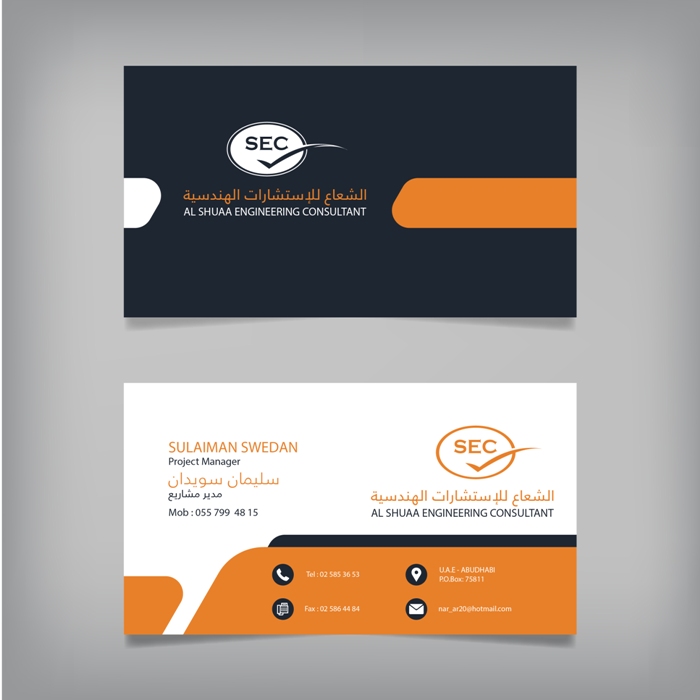 SEC
الشعاع للإستشارات الهندسية
AL SHUAA ENGINEERING CONSULTANT
SULAIMAN SWEDAN
Project Manager
سليمان سويدان
مدير مشاريع
Mob : 055 799 48 15
SEC
الشعاع للإستشارات الهندسية
AL SHUAA ENGINEERING CONSULTANT
Tel : 02 585 36 53
U.A.E - ABUDHABI
P.O.Box: 75811
Fax : 02 586 44 84
nar_ar20@hotmail.com